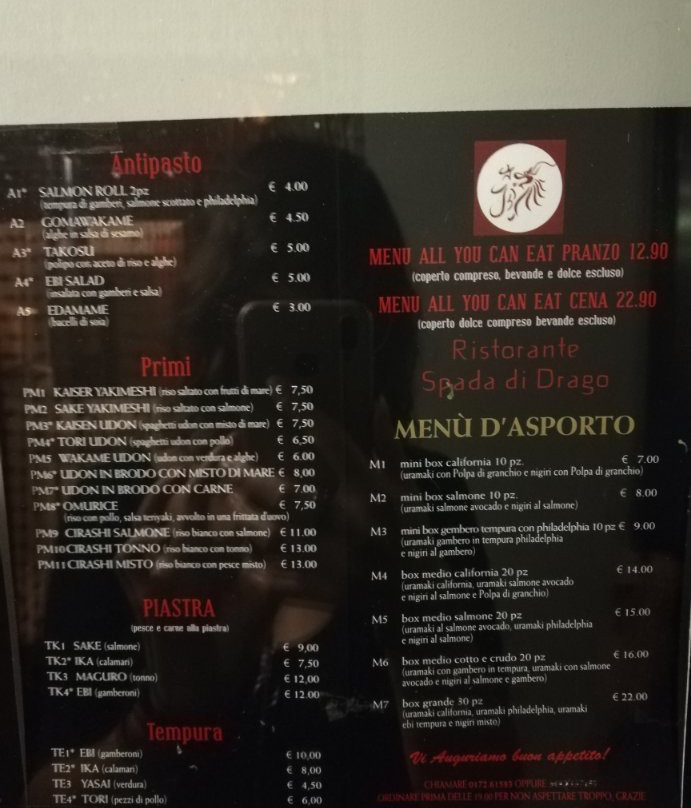 Antipasto
A1* SALMON ROLL 2pz € 4.00
(tempura di gamberi, salmone scottato e philadelphia)
A2 GOMAWAKAME € 4.50
(alghe in salsa di sesamo)
A3* TAKOSU € 5.00
(polipo con aceto di riso e alghe)
A4* EBI SALAD € 5.00
(insalata con gamberi e salsa)
A5 EDAMAME € 3.00
(bacelli di soia)
Primi
PM1 KAISER YAKIMESHI (riso saltato con frutti di mare) € 7,50
PM2 SAKE YAKIMESHI (riso saltato con salmone) € 7,50
PM3* KAISEN UDON (spaghetti udon con misto di mare) € 7,50
PM4* TORI UDON (spaghetti udon con pollo) € 6,50
PM5 WAKAME UDON (udon con verdura e alghe) € 6.00
PM6* UDON IN BRODO CON MISTO DI MARE € 8,00
PM7* UDON IN BRODO CON CARNE € 7.00
PM8* OMURICE € 7,50
(riso con pollo, salsa teriyaki, avvolto in una frittata d'uovo)
PM9 CIRASHI SALMONE (riso bianco con salmone) € 11.00
PM10 CIRASHI TONNO (riso bianco con tonno) € 13.00
PM11 CIRASHI MISTO (riso bianco con pesce misto) € 13.00
PIASTRA
(pesce e carne alla piastra)
TK1 SAKE (salmone) € 9,00
TK2* IKA (calamari) € 7,50
TK3 MAGURO (tonno) € 12,00
TK4* EBI (gamberoni) € 12.00
Tempura
TE1* EBI (gamberoni) € 10,00
TE2* IKA (calamari) € 8,00
TE3 YASAI (verdura) € 4,50
TE4* TORI (pezzi di pollo) € 6,00
MENU ALL YOU CAN EAT PRANZO 12.90
(coperto compreso, bevande e dolce escluso)
MENU ALL YOU CAN EAT CENA 22.90
(coperto dolce compreso bevande escluso)
Ristorante
Spada di Drago
MENÙ D'ASPORTO
M1 mini box california 10 pz. € 7.00
(uramaki con Polpa di granchio e nigiri con Polpa di granchio)
M2 mini box salmone 10 pz. € 8.00
(uramaki salmone avocado e nigiri al salmone)
M3 mini box gembero tempura con philadelphia 10 pz € 9.00
(uramaki gamberi in tempura philadelphia
e nigiri al gambero)
M4 box medio california 20 pz € 14.00
(uramaki california, uramaki salmone avocado
e nigiri al salmone e Polpa di granchio)
M5 box medio salmone 20 pz € 15.00
(uramaki al salmone avocado, uramaki philadelphia
e nigiri al salmone)
M6 box medio cotto e crudo 20 pz € 16.00
(uramaki con gambero in tempura, uramaki con salmone
avocado e nigiri al salmone e gambero)
M7 box grande 30 pz € 22.00
(uramaki california, uramaki philadelphia, uramaki
ebi tempura e nigiri misto)
Vi Auguriamo buon appetito!
CHIAMARE 0172.81583 OPPURE
ORDINARE PRIMA DELLE 19.00 PER NON ASPETTARE TROPPO, GRAZIE